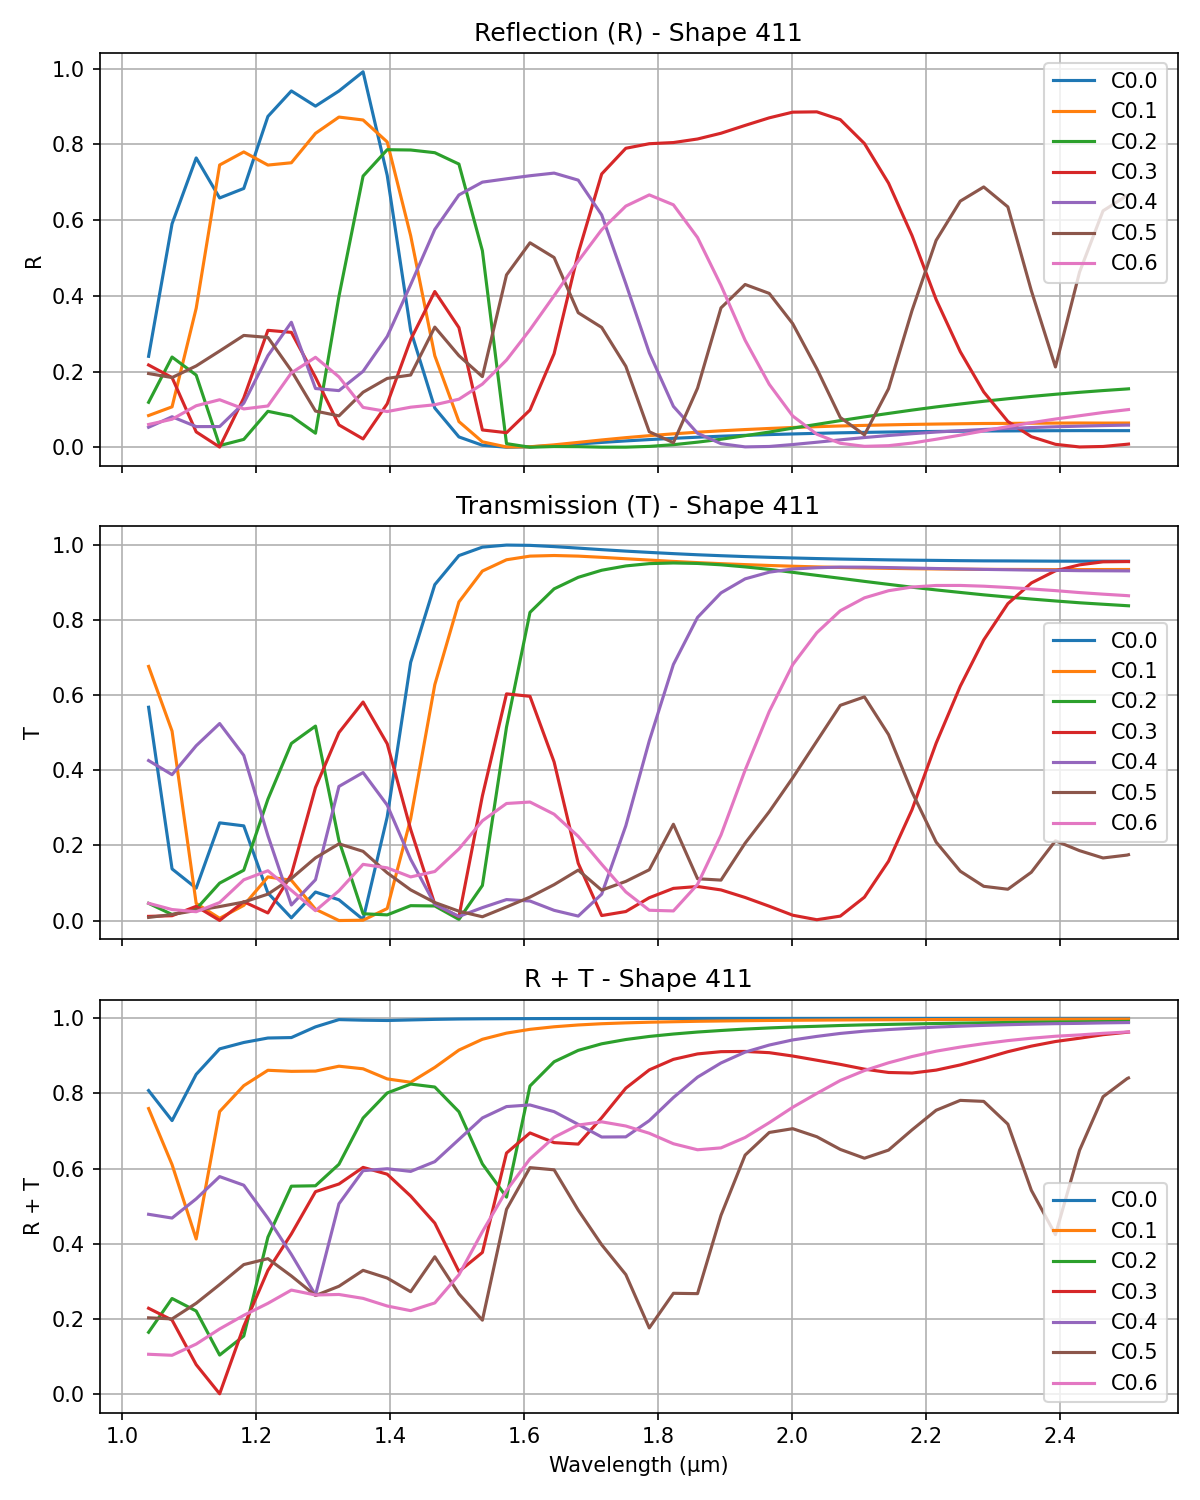 Reflection (R) - Shape 411
1.0
0.8
0.6
0.4
0.2
0.0
R
C0.0
C0.1
C0.2
C0.3
C0.4
C0.5
C0.6
Transmission (T) - Shape 411
1.0
0.8
0.6
0.4
0.2
0.0
T
C0.0
C0.1
C0.2
C0.3
C0.4
C0.5
C0.6
R + T - Shape 411
1.0
0.8
0.6
0.4
0.2
0.0
R + T
C0.0
C0.1
C0.2
C0.3
C0.4
C0.5
C0.6
1.0 1.2 1.4 1.6 1.8 2.0 2.2 2.4
Wavelength (μm)